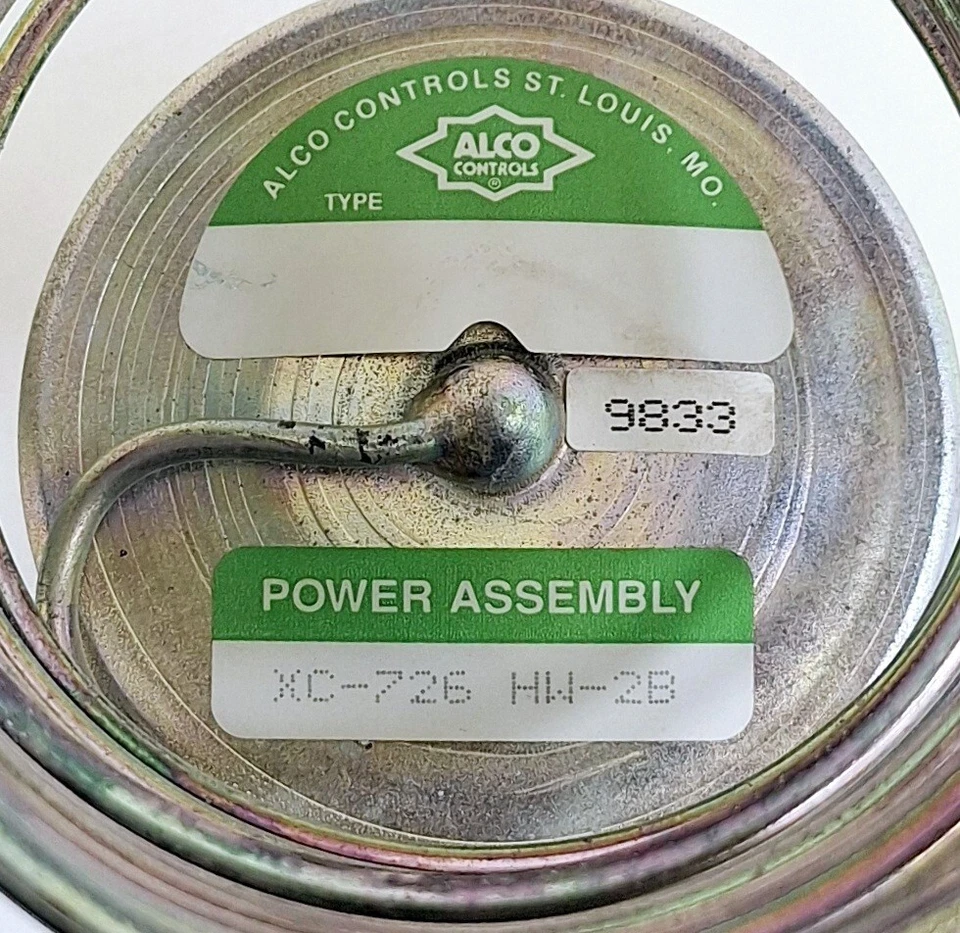 ALCO CONTROLS ST. LOUIS, MO.
ALCO
CONTROLS
®
TYPE
9833
POWER ASSEMBLY
XC-726 HW-2B